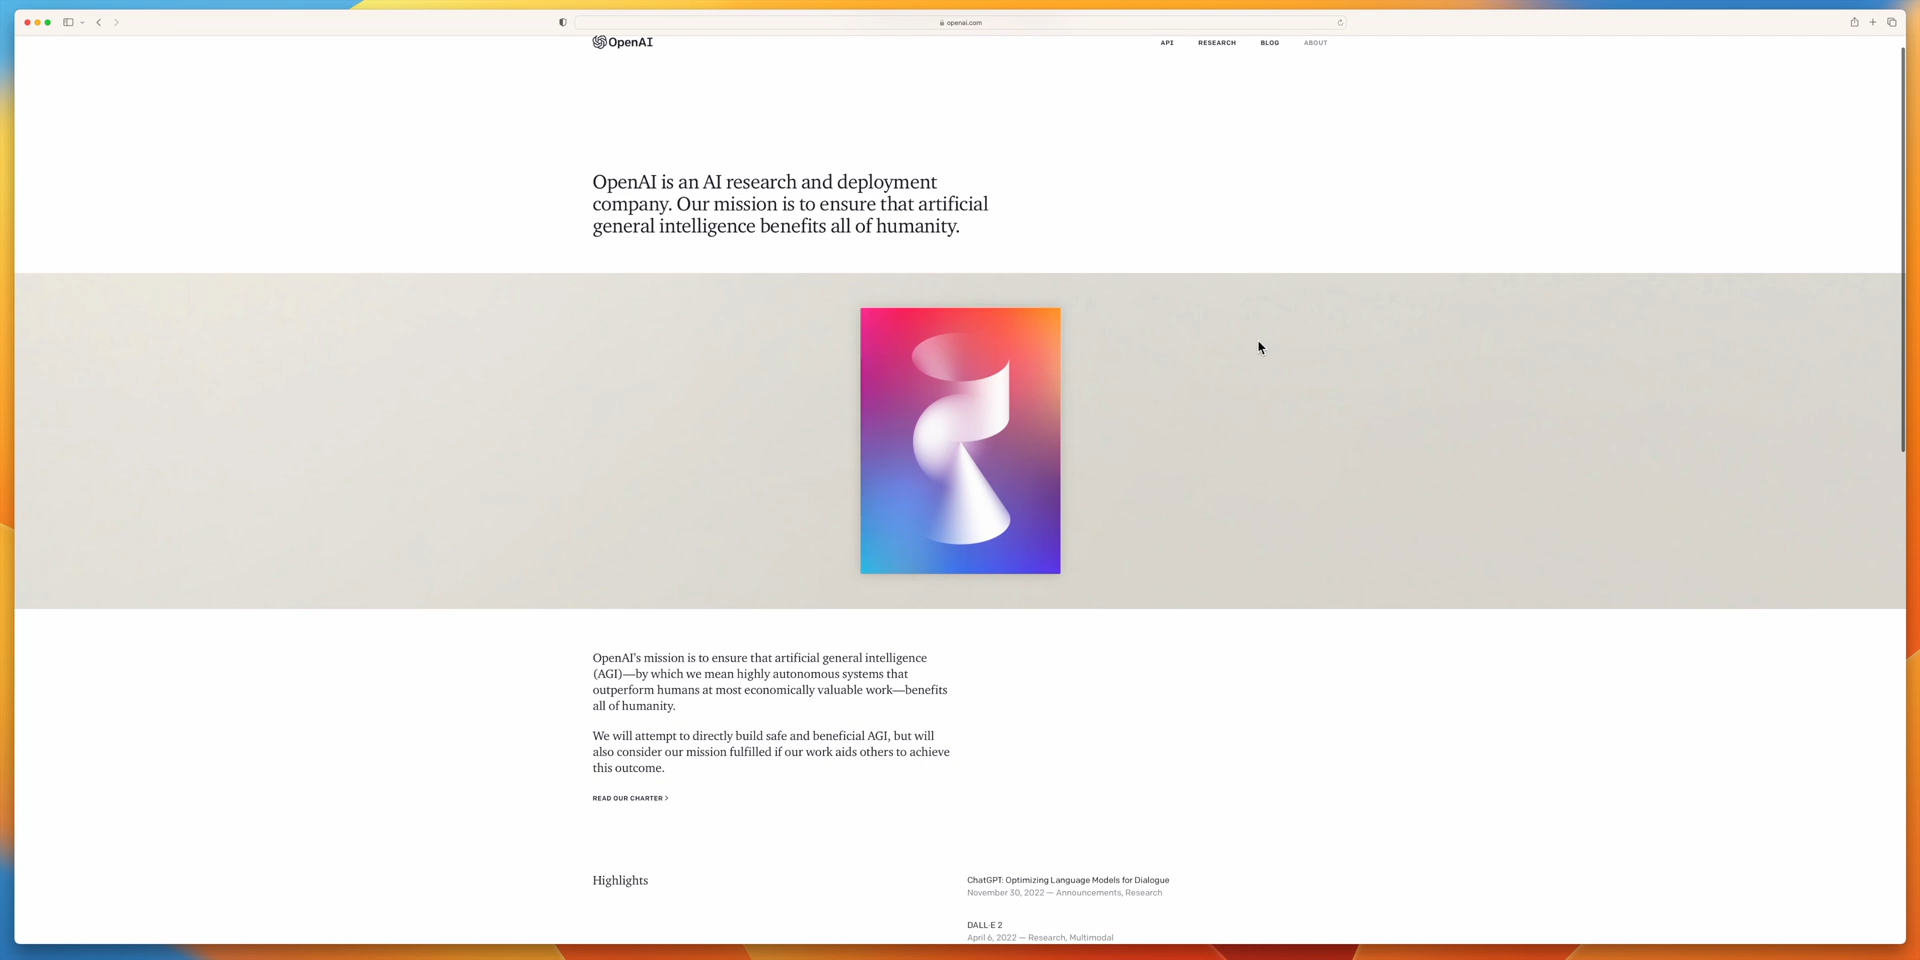 openai.com
OpenAI
API RESEARCH BLOG ABOUT
OpenAI is an AI research and deployment
company. Our mission is to ensure that artificial
general intelligence benefits all of humanity.
OpenAI's mission is to ensure that artificial general intelligence
(AGI)—by which we mean highly autonomous systems that
outperform humans at most economically valuable work—benefits
all of humanity.
We will attempt to directly build safe and beneficial AGI, but will
also consider our mission fulfilled if our work aids others to achieve
this outcome.
READ OUR CHARTER >
Highlights
ChatGPT: Optimizing Language Models for Dialogue
November 30, 2022 — Announcements, Research
DALL·E 2
April 6, 2022 — Research, Multimodal